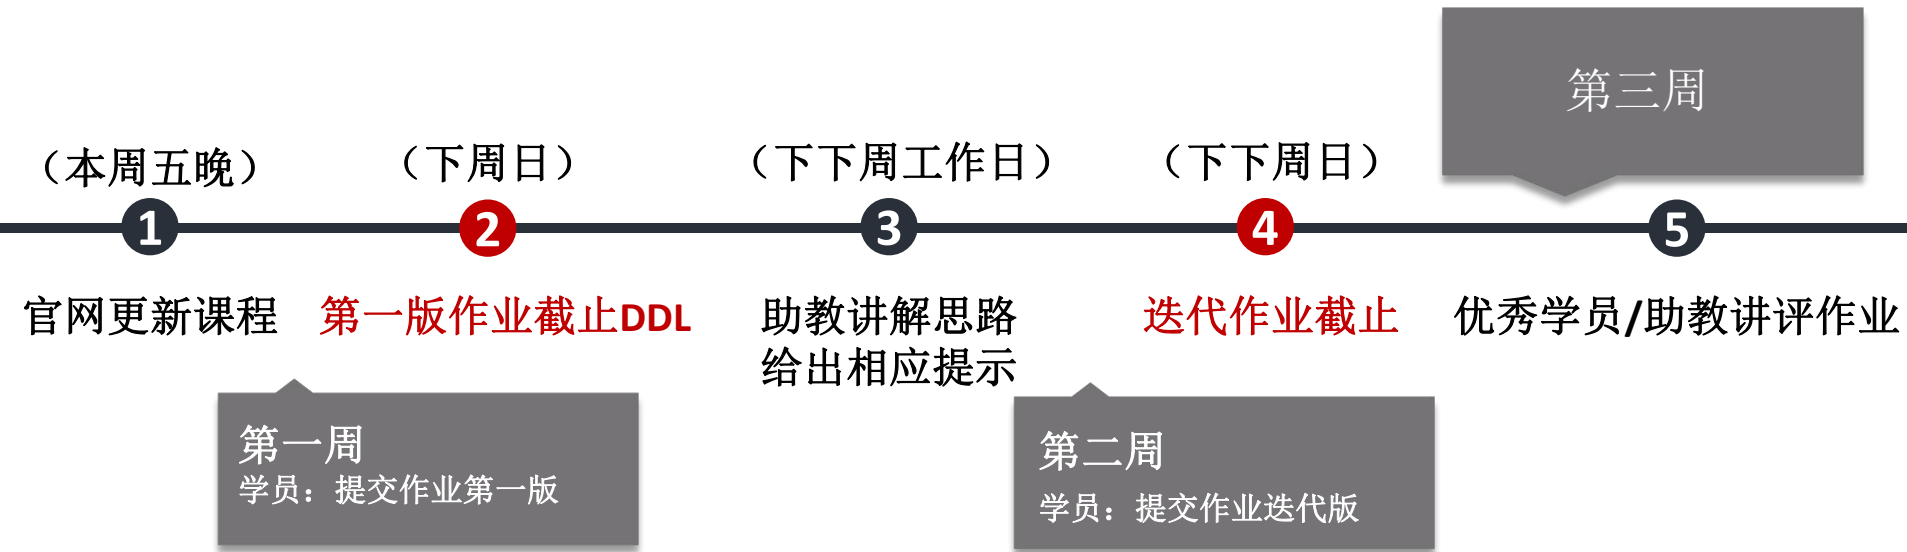 第三周
（本周五晚）
（下周日）
（下下周工作日）
（下下周日）
1
2
3
4
5
官网更新课程
第一版作业截止DDL
助教讲解思路
给出相应提示
迭代作业截止
优秀学员/助教讲评作业
第一周
学员：提交作业第一版
第二周
学员：提交作业迭代版